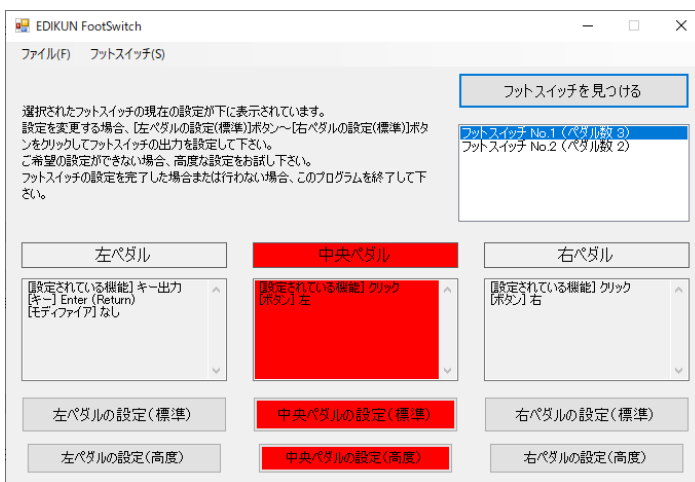 EDIKUN FootSwitch
ファイル(F) フットスイッチ(S)
フットスイッチを見つける
選択されたフットスイッチの現在の設定が下に表示されています。
設定を変更する場合、[左ペダルの設定(標準)]ボタン～[右ペダルの設定(標準)]ボタ
ンをクリックしてフットスイッチの出力を設定して下さい。
ご希望の設定ができない場合、高度な設定をお試し下さい。
フットスイッチの設定を完了した場合または行わない場合、このプログラムを終了して下
さい。
フットスイッチ No.1 (ペダル数 3)
フットスイッチ No.2 (ペダル数 2)
左ペダル 中央ペダル 右ペダル
[設定されている機能] キー出力
[キー] Enter (Return)
[モディファイア] なし
[設定されている機能] クリック
[ボタン] 左
[設定されている機能] クリック
[ボタン] 右
左ペダルの設定(標準) 中央ペダルの設定(標準) 右ペダルの設定(標準)
左ペダルの設定(高度) 中央ペダルの設定(高度) 右ペダルの設定(高度)